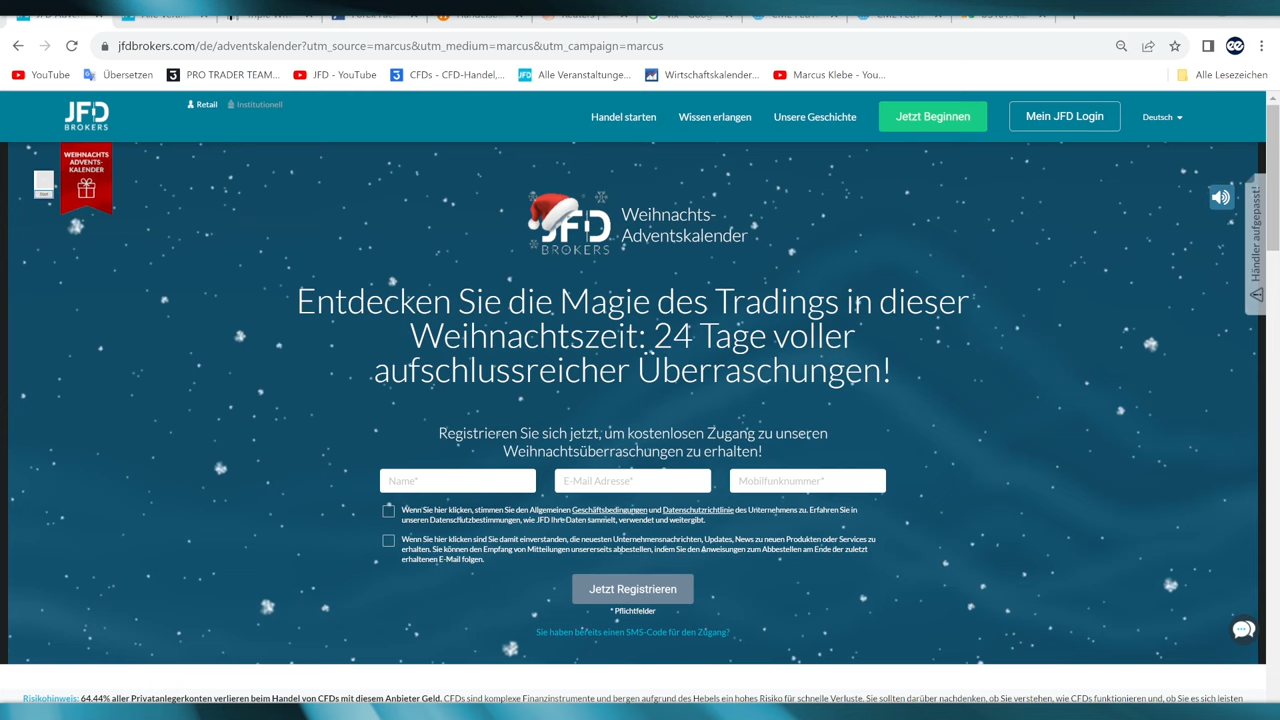 jfdbrokers.com/de/adventskalender?utm_source=marcus&utm_medium=marcus&utm_campaign=marcus
YouTube
Übersetzen
PRO TRADER TEAM...
JFD - YouTube
CFDs - CFD-Handel,...
Alle Veranstaltunge...
Wirtschaftskalender...
Marcus Klebe - You...
Alle Lesezeichen
JFD
BROKERS
Retail
Institutionell
Handel starten
Wissen erlangen
Unsere Geschichte
Jetzt Beginnen
Mein JFD Login
Deutsch
WEIHNACHTS
ADVENTS-
KALENDER
Start
Händler aufgepasst!
JFD
BROKERS
Weihnachts-
Adventskalender
Entdecken Sie die Magie des Tradings in dieser
Weihnachtszeit: 24 Tage voller
aufschlussreicher Überraschungen!
Registrieren Sie sich jetzt, um kostenlosen Zugang zu unseren
Weihnachtsüberraschungen zu erhalten!
Name*
E-Mail Adresse*
Mobilfunknummer*
Wenn Sie hier klicken, stimmen Sie den Allgemeinen Geschäftsbedingungen und Datenschutzrichtlinie des Unternehmens zu. Erfahren Sie in
unseren Datenschutzbestimmungen, wie JFD Ihre Daten sammelt, verwendet und weitergibt.
Wenn Sie hier klicken sind Sie damit einverstanden, die neuesten Unternehmensnachrichten, Updates, News zu neuen Produkten oder Services zu
erhalten. Sie können den Empfang von Mitteilungen unsererseits abbestellen, indem Sie den Anweisungen zum Abbestellen am Ende der zuletzt
erhaltenen E-Mail folgen.
Jetzt Registrieren
* Pflichtfelder
Sie haben bereits einen SMS-Code für den Zugang?
Risikohinweis: 64.44% aller Privatanlegerkonten verlieren beim Handel von CFDs mit diesem Anbieter Geld. CFDs sind komplexe Finanzinstrumente und bergen aufgrund des Hebels ein hohes Risiko für schnelle Verluste. Sie sollten darüber nachdenken, ob Sie verstehen, wie CFDs funktionieren und, ob Sie es sich leisten